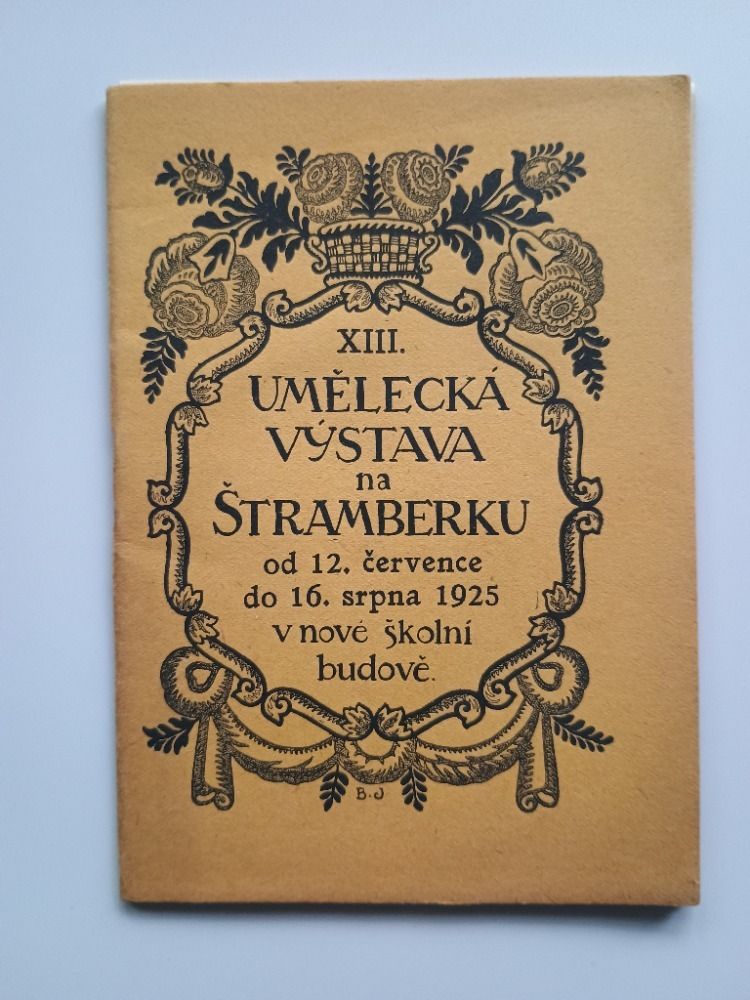 XIII.
UMĚLECKÁ
VÝSTAVA
na
ŠTRAMBERKU
od 12. července
do 16. srpna 1925
v nové školní
budově.
B.J